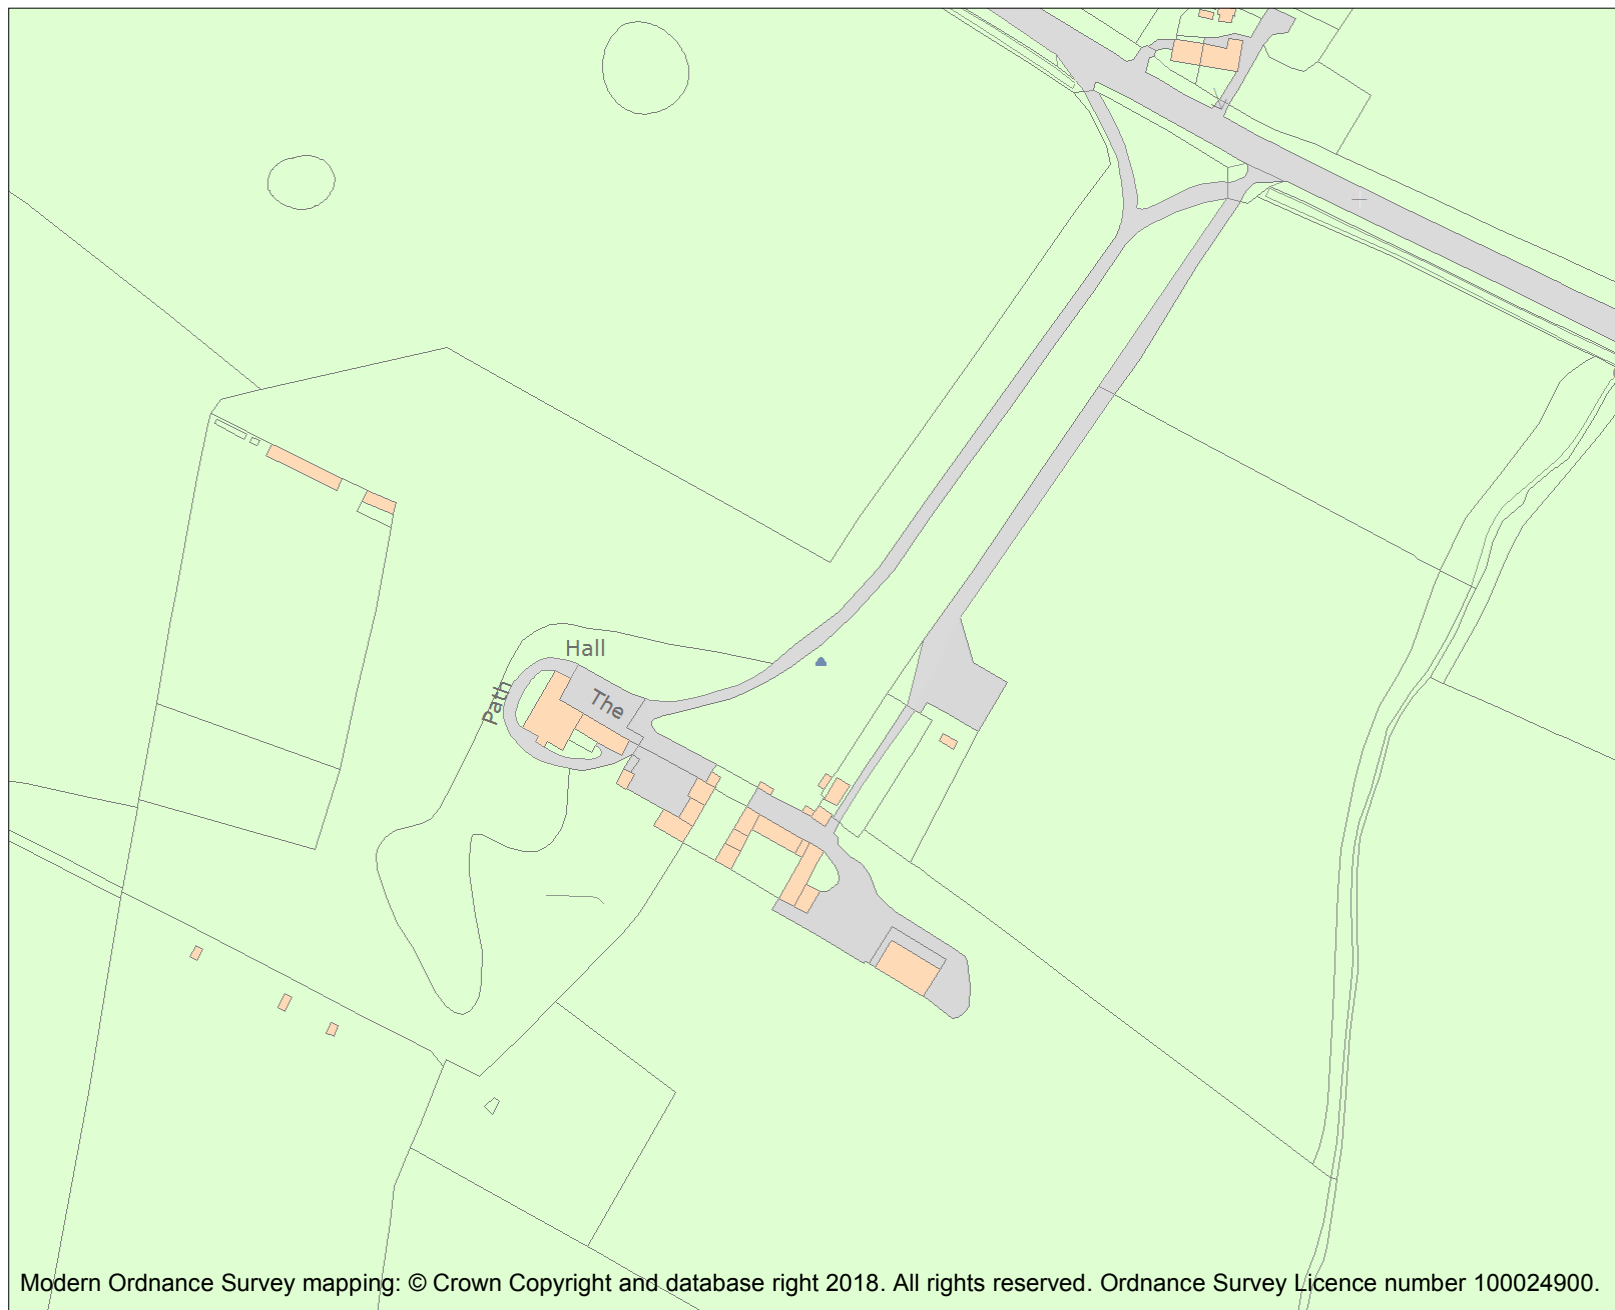 Hall
The
Path
Modern Ordnance Survey mapping: © Crown Copyright and database right 2018. All rights reserved. Ordnance Survey Licence number 100024900.